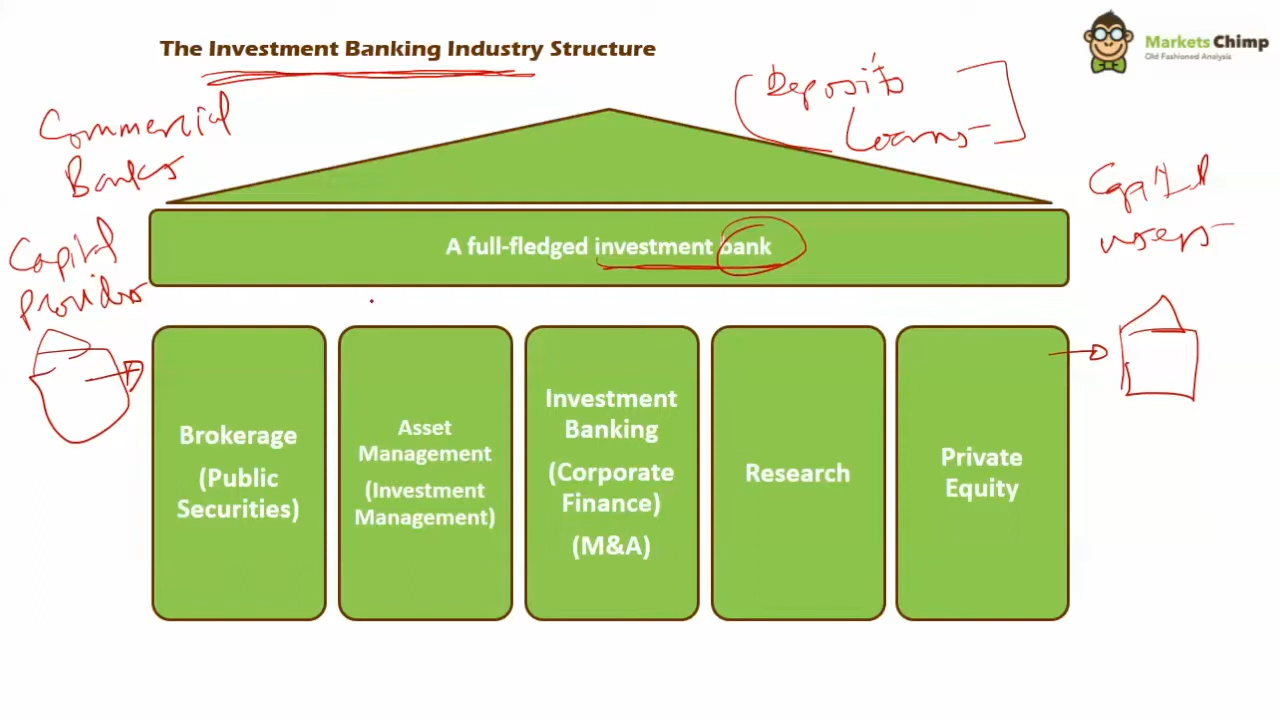 The Investment Banking Industry Structure
Markets Chimp
Old Fashioned Analysis
Deposits
Loans
Commercial
Banks
Capital
users
Capital
Providers
A full-fledged investment bank
Brokerage
(Public
Securities)
Asset
Management
(Investment
Management)
Investment
Banking
(Corporate
Finance)
(M&A)
Research
Private
Equity